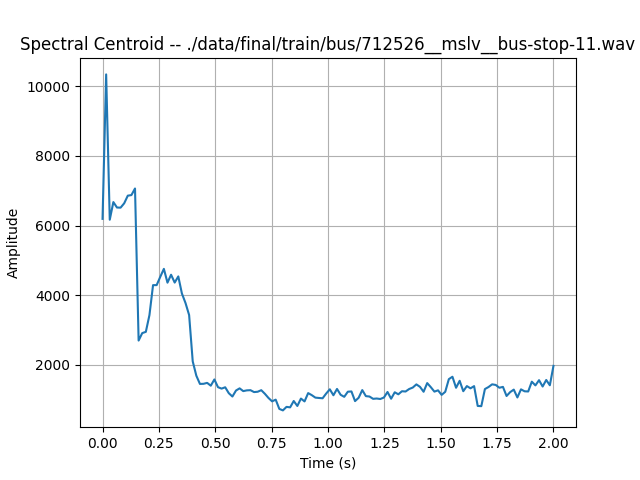 Spectral Centroid -- ./data/final/train/bus/712526__mslv__bus-stop-11.wav
10000
8000
6000
4000
2000
Amplitude
0.00 0.25 0.50 0.75 1.00 1.25 1.50 1.75 2.00
Time (s)